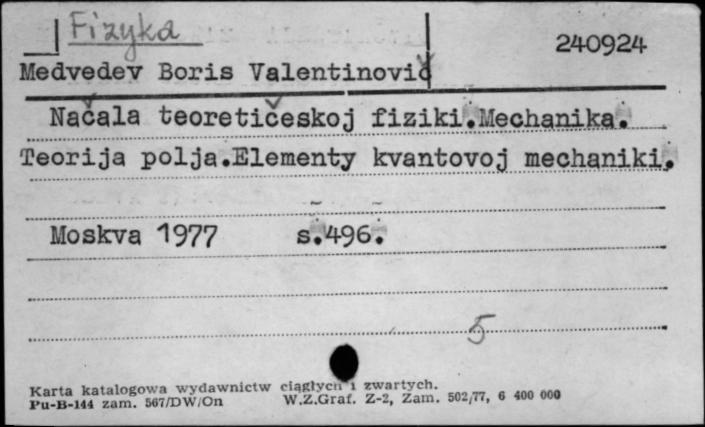 Fizyka
240924
Medvedev Boris Valentinovič
Načala teoretičeskoj fiziki.Mechanika.
Teorija polja.Elementy kvantovoj mechaniki.
Moskva 1977 s.496.
5
Karta katalogowa wydawnictw ciągłych i zwartych.
Pu-B-144 zam. 567/DW/On W.Z.Graf. Z-2, Zam. 502/77, 6 400 000